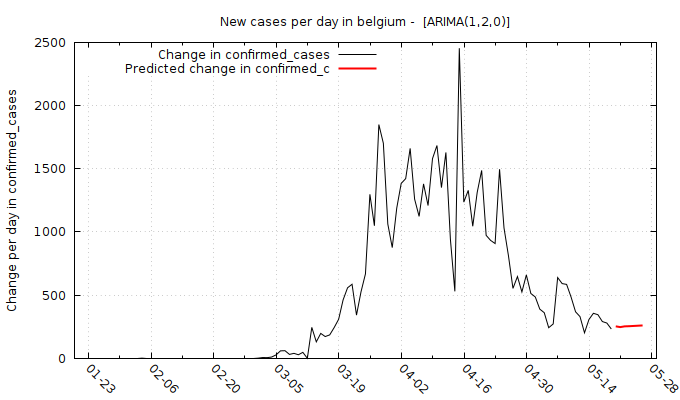 New cases per day in belgium -  [ARIMA(1,2,0)]
Change in confirmed_cases
Predicted change in confirmed_c
Change per day in confirmed_cases
2500
2000
1500
1000
500
0
01-23 02-06 02-20 03-05 03-19 04-02 04-16 04-30 05-14 05-28